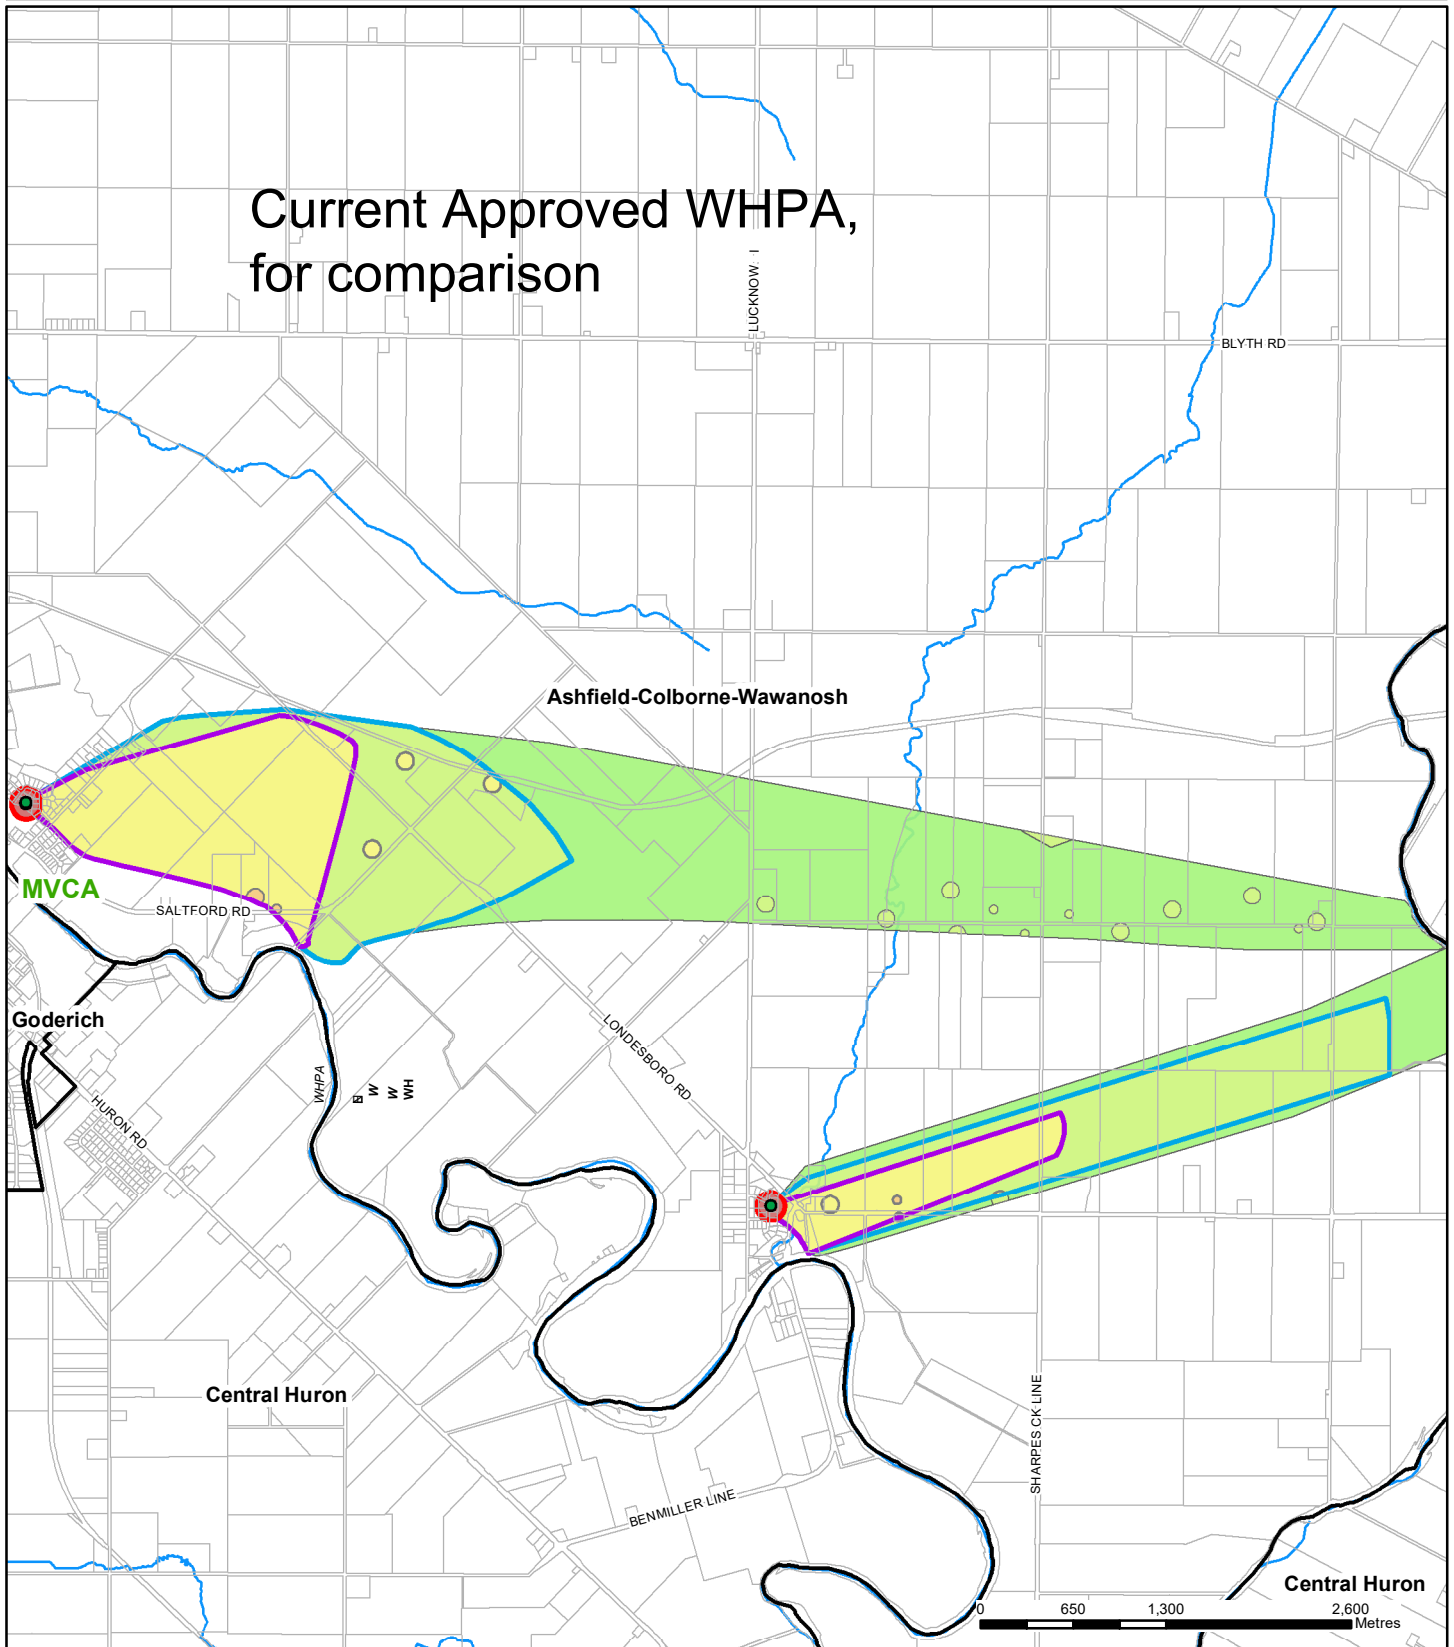 Current Approved WHPA,
for comparison
LUCKNOW
BLYTH RD
Ashfield-Colborne-Wawanosh
MVCA
SALTFORD RD
Goderich
HURON RD
WHPA
W
W
WH
LONDESBORO RD
Central Huron
SHARPES CK LINE
BENMILLER LINE
Central Huron
0 650 1,300 2,600
Metres